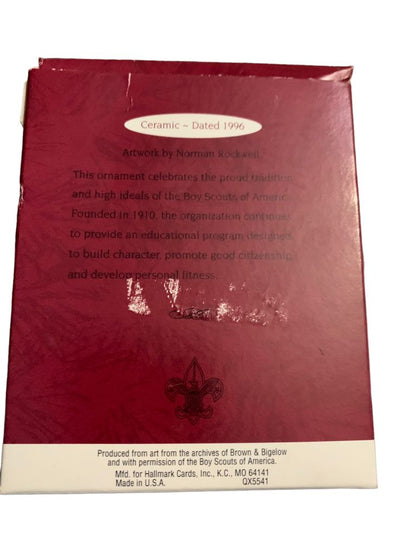 Ceramic ~ Dated 1996
Artwork by Norman Rockwell
This ornament celebrates the proud tradition
and high ideals of the Boy Scouts of America.
Founded in 1910, the organization continues
to provide an educational program designed
to build character, promote good citizenship
and develop personal fitness.
Produced from art from the archives of Brown & Bigelow
and with permission of the Boy Scouts of America.
Mfd. for Hallmark Cards, Inc., K.C., MO 64141
Made in U.S.A. QX5541